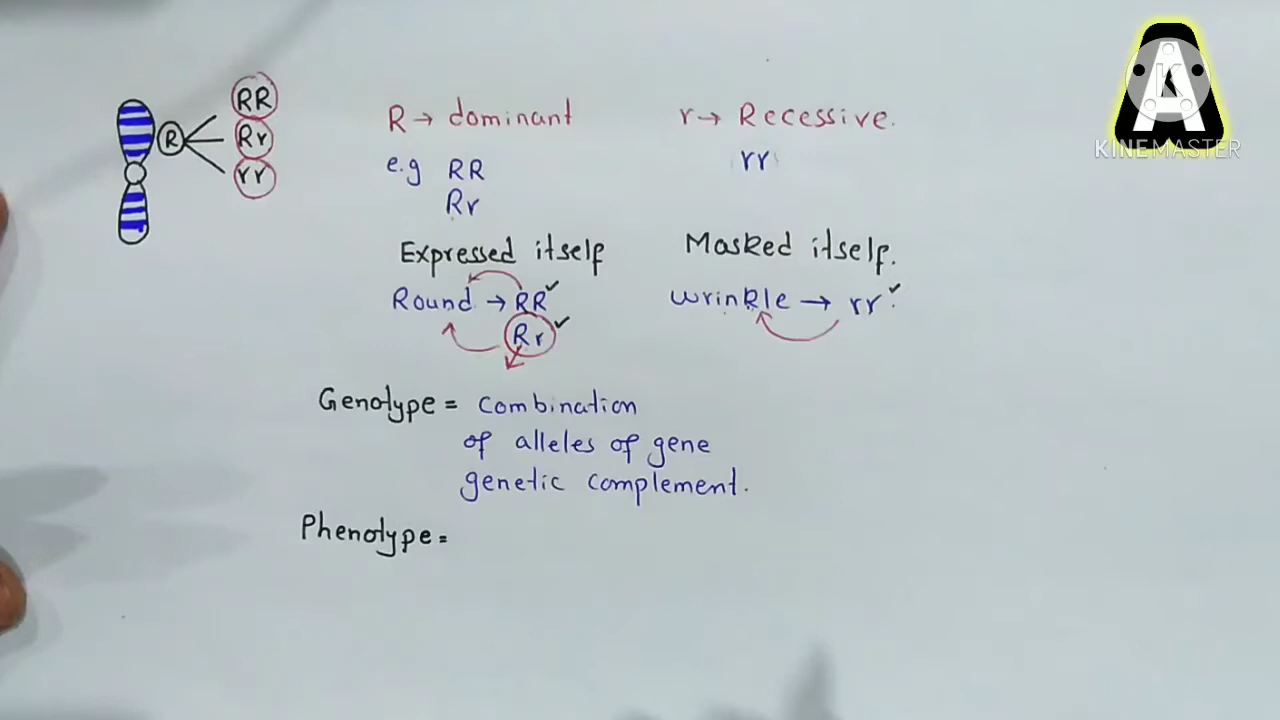 R
RR
Rr
rr
R → dominant
e.g RR
Rr
Expressed itself
Round → RR ✓
Rr ✓
r → Recessive.
rr
Masked itself.
wrinkle → rr ✓
Genotype = combination
of alleles of gene
genetic complement.
Phenotype =
A
K
KINEMASTER